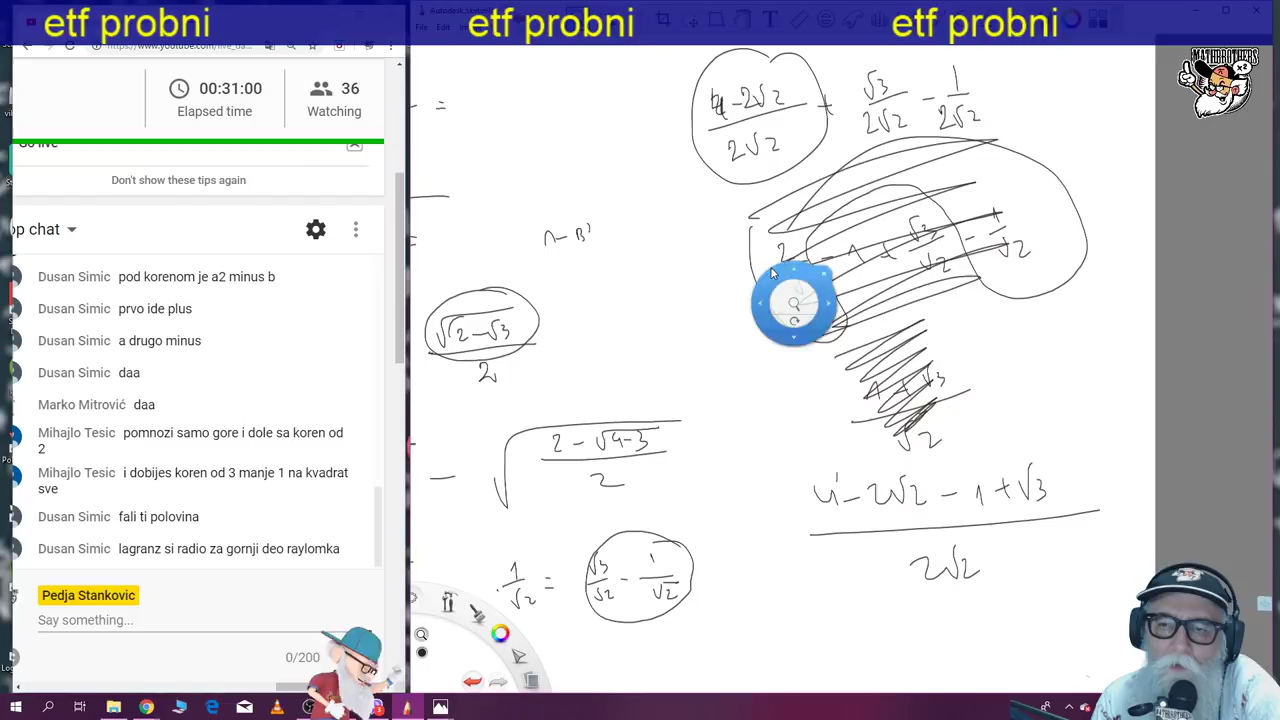 etf probni etf probni etf probni
MATHBROTHERS X2
00:31:00
Elapsed time
36
Watching
Don't show these tips again
op chat
Dusan Simic pod korenom je a2 minus b
Dusan Simic prvo ide plus
Dusan Simic a drugo minus
Dusan Simic daa
Marko Mitrović daa
Mihajlo Tesic pomnozi samo gore i dole sa koren od
2
Mihajlo Tesic i dobijes koren od 3 manje 1 na kvadrat
sve
Dusan Simic fali ti polovina
Dusan Simic lagranz si radio za gornji deo raylomka
Pedja Stankovic
Say something...
0/200
=
4-2√2 / 2√2 + √3 / 2√2 - 1 / 2√2
√(2-√3) / 2
- √((2-√(4-3)) / 2)
1/√2 = √3/√2 - 1/√2
4-2√2-1+√3
2√2